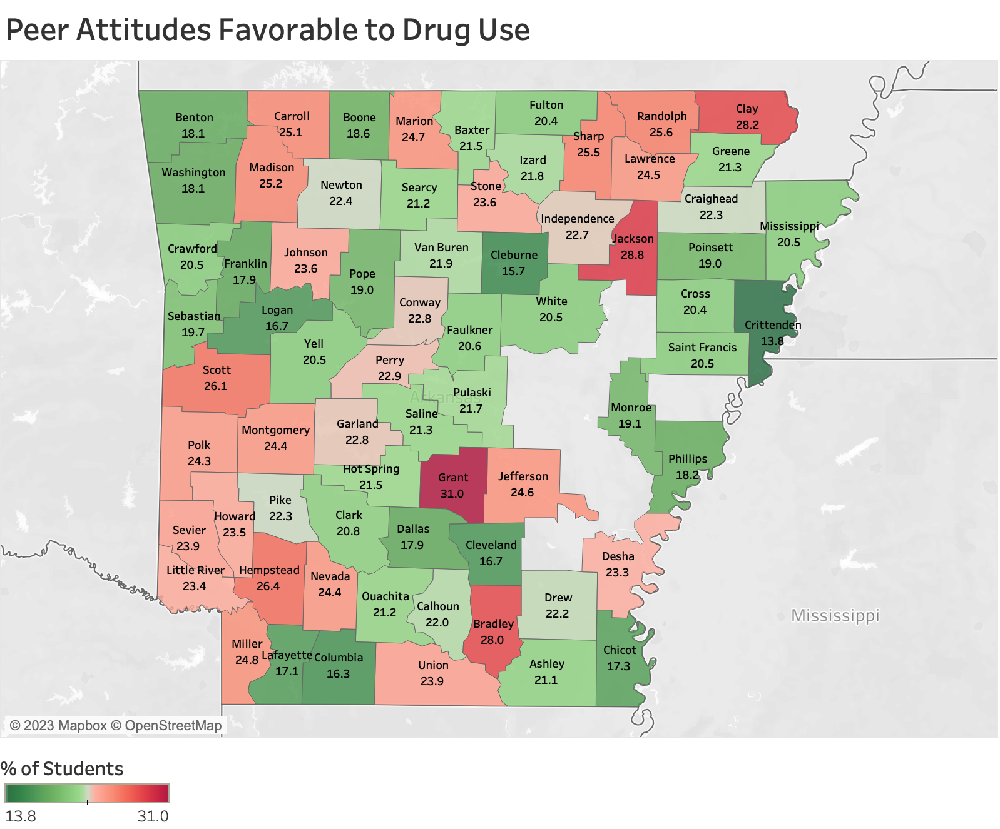 Peer Attitudes Favorable to Drug Use
Benton
18.1
Carroll
25.1
Boone
18.6
Marion
24.7
Baxter
21.5
Fulton
20.4
Sharp
25.5
Randolph
25.6
Clay
28.2
Washington
18.1
Madison
25.2
Newton
22.4
Searcy
21.2
Stone
23.6
Izard
21.8
Lawrence
24.5
Greene
21.3
Independence
22.7
Craighead
22.3
Mississippi
20.5
Crawford
20.5
Franklin
17.9
Johnson
23.6
Pope
19.0
Van Buren
21.9
Cleburne
15.7
Jackson
28.8
Poinsett
19.0
Sebastian
19.7
Logan
16.7
Conway
22.8
Faulkner
20.6
White
20.5
Cross
20.4
Crittenden
13.8
Scott
26.1
Yell
20.5
Perry
22.9
Saint Francis
20.5
Arkansas
Pulaski
21.7
Saline
21.3
Monroe
19.1
Polk
24.3
Montgomery
24.4
Garland
22.8
Hot Spring
21.5
Grant
31.0
Jefferson
24.6
Phillips
18.2
Pike
22.3
Howard
23.5
Sevier
23.9
Clark
20.8
Dallas
17.9
Cleveland
16.7
Desha
23.3
Little River
23.4
Hempstead
26.4
Nevada
24.4
Ouachita
21.2
Calhoun
22.0
Bradley
28.0
Drew
22.2
Mississippi
Miller
24.8
Lafayette
17.1
Columbia
16.3
Union
23.9
Ashley
21.1
Chicot
17.3
© 2023 Mapbox © OpenStreetMap
% of Students
13.8 31.0